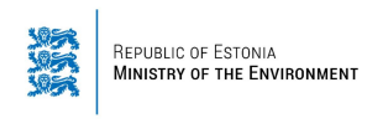 Republic of Estonia
Ministry of the Environment